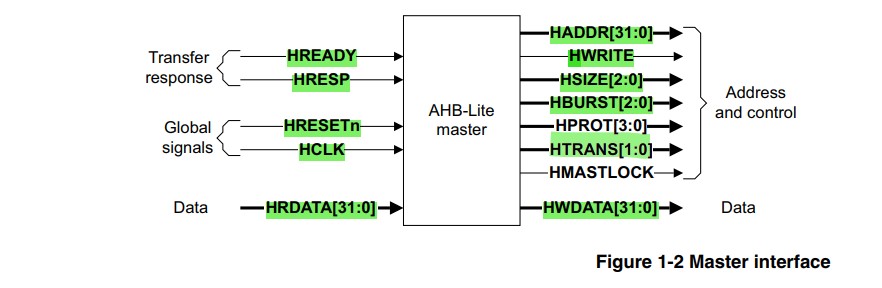 HADDR[31:0]
Transfer response
HREADY
HWRITE
HRESP
HSIZE[2:0]
HBURST[2:0]
Address and control
AHB-Lite master
Global signals
HRESETn
HPROT[3:0]
HCLK
HTRANS[1:0]
HMASTLOCK
Data
HRDATA[31:0]
HWDATA[31:0]
Data
Figure 1-2 Master interface